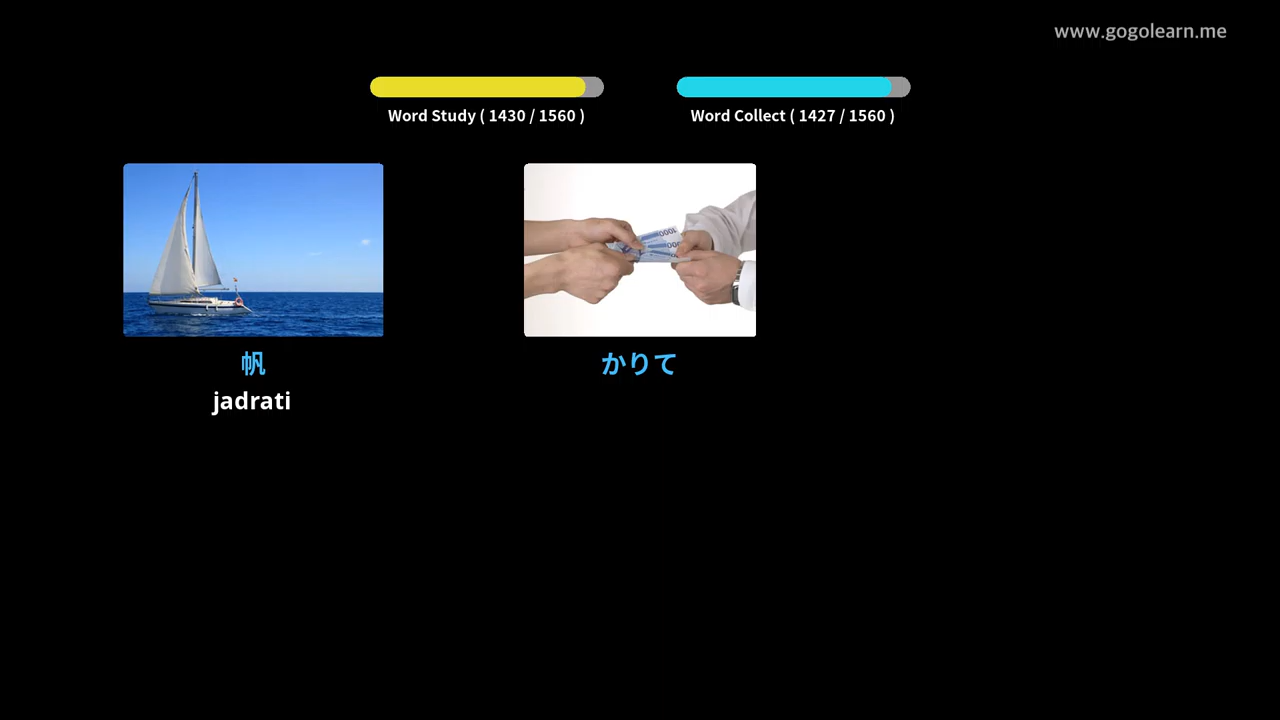 www.gogolearn.me
Word Study ( 1430 / 1560 )
Word Collect ( 1427 / 1560 )
帆
jadrati
かりて